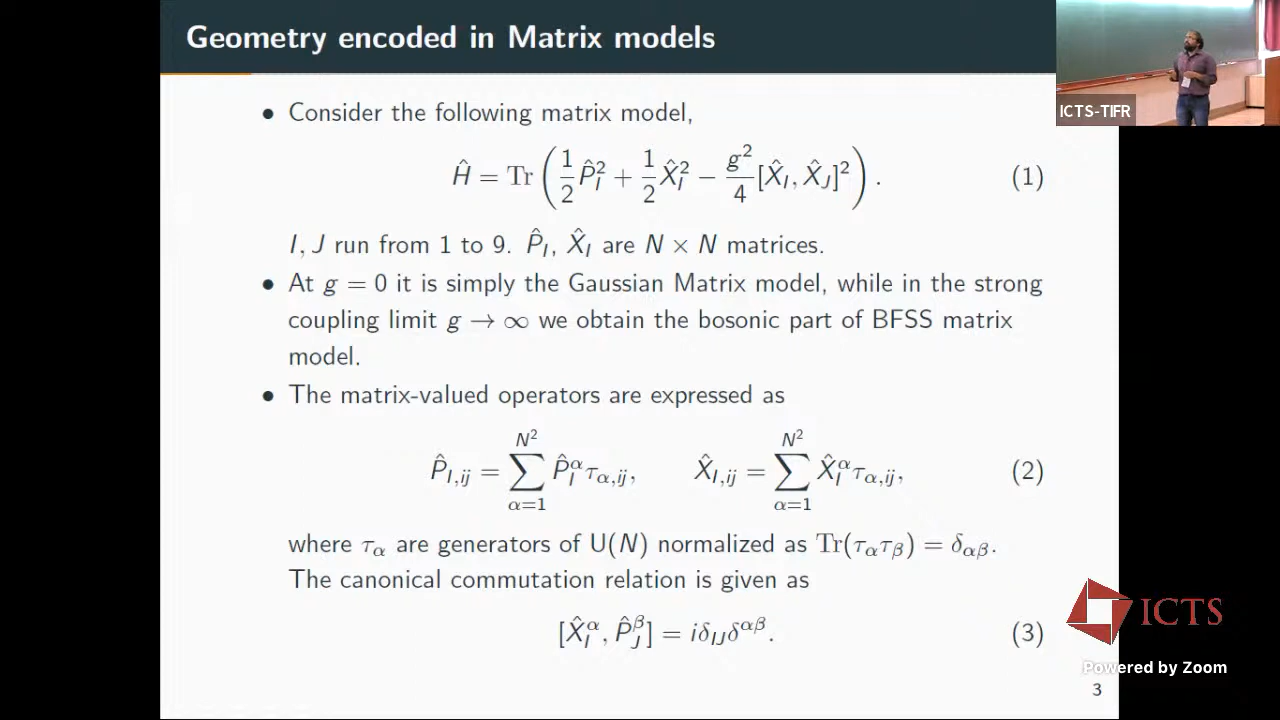 Geometry encoded in Matrix models
ICTS-TIFR
• Consider the following matrix model,
Ĥ = Tr ( 1/2 P̂_I^2 + 1/2 X̂_I^2 − g^2/4 [X̂_I, X̂_J]^2 ) . (1)
I, J run from 1 to 9. P̂_I, X̂_I are N × N matrices.
• At g = 0 it is simply the Gaussian Matrix model, while in the strong
coupling limit g → ∞ we obtain the bosonic part of BFSS matrix
model.
• The matrix-valued operators are expressed as
P̂_{I,ij} = ∑_{α=1}^{N^2} P̂_I^α τ_{α,ij}, X̂_{I,ij} = ∑_{α=1}^{N^2} X̂_I^α τ_{α,ij}, (2)
where τ_α are generators of U(N) normalized as Tr(τ_α τ_β) = δ_{αβ}.
The canonical commutation relation is given as
[X̂_I^α, P̂_J^β] = iδ_{IJ}δ^{αβ}. (3)
ICTS
Powered by Zoom
3